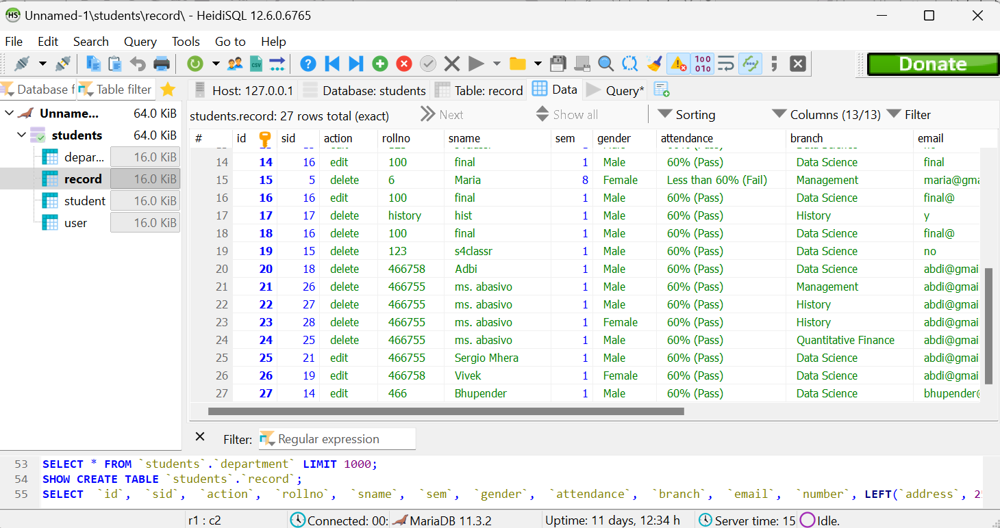 HS Unnamed-1\students\record\ - HeidiSQL 12.6.0.6765
File Edit Search Query Tools Go to Help
CSV ? 100 010 ; Donate
Database f Table filter Host: 127.0.0.1 Database: students Table: record Data Query*
Unname... 64.0 KiB students.record: 27 rows total (exact) Next Show all Sorting Columns (13/13) Filter
students 64.0 KiB
depar... 16.0 KiB
record 16.0 KiB
student 16.0 KiB
user 16.0 KiB
# id sid action rollno sname sem gender attendance branch email
14 14 16 edit 100 final 1 Male 60% (Pass) Data Science final
15 15 5 delete 6 Maria 8 Female Less than 60% (Fail) Management maria@gma
16 16 16 edit 100 final 1 Male 60% (Pass) Data Science final@
17 17 17 delete history hist 1 Male 60% (Pass) History y
18 18 16 delete 100 final 1 Male 60% (Pass) Data Science final@
19 19 15 delete 123 s4classr 1 Male 60% (Pass) Data Science no
20 20 18 delete 466758 Adbi 1 Male 60% (Pass) Data Science abdi@gmai
21 21 26 delete 466755 ms. abasivo 1 Male 60% (Pass) Management abdi@gmai
22 22 27 delete 466755 ms. abasivo 1 Male 60% (Pass) History abdi@gmai
23 23 28 delete 466755 ms. abasivo 1 Female 60% (Pass) History abdi@gmai
24 24 25 delete 466755 ms. abasivo 1 Male 60% (Pass) Quantitative Finance abdi@gmai
25 25 21 edit 466755 Sergio Mhera 1 Male 60% (Pass) Data Science abdi@gmai
26 26 19 edit 466758 Vivek 1 Female 60% (Pass) Data Science abdi@gmai
27 27 14 edit 466 Bhupender 1 Male 60% (Pass) Data Science bhupender@
Filter: Regular expression
53 SELECT * FROM `students`.`department` LIMIT 1000;
54 SHOW CREATE TABLE `students`.`record`;
55 SELECT `id`, `sid`, `action`, `rollno`, `sname`, `sem`, `gender`, `attendance`, `branch`, `email`, `number`, LEFT(`address`, 2
r1 : c2 Connected: 00: MariaDB 11.3.2 Uptime: 11 days, 12:34 h Server time: 15 Idle.